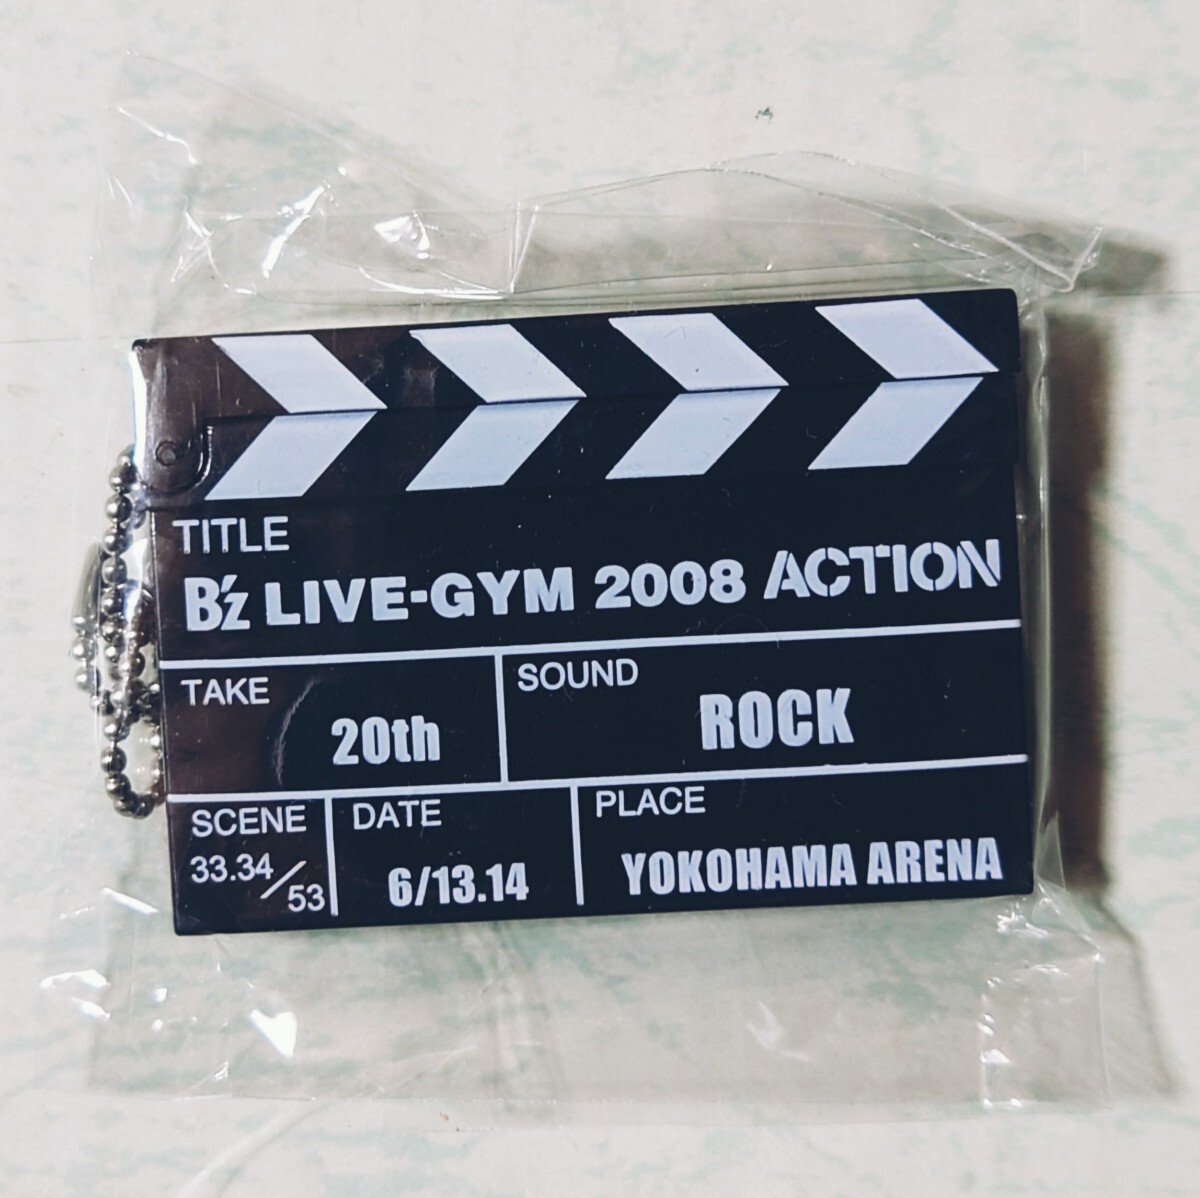 TITLE
B'z LIVE-GYM 2008 ACTION
TAKE
20th
SOUND
ROCK
SCENE
33.34/53
DATE
6/13.14
PLACE
YOKOHAMA ARENA